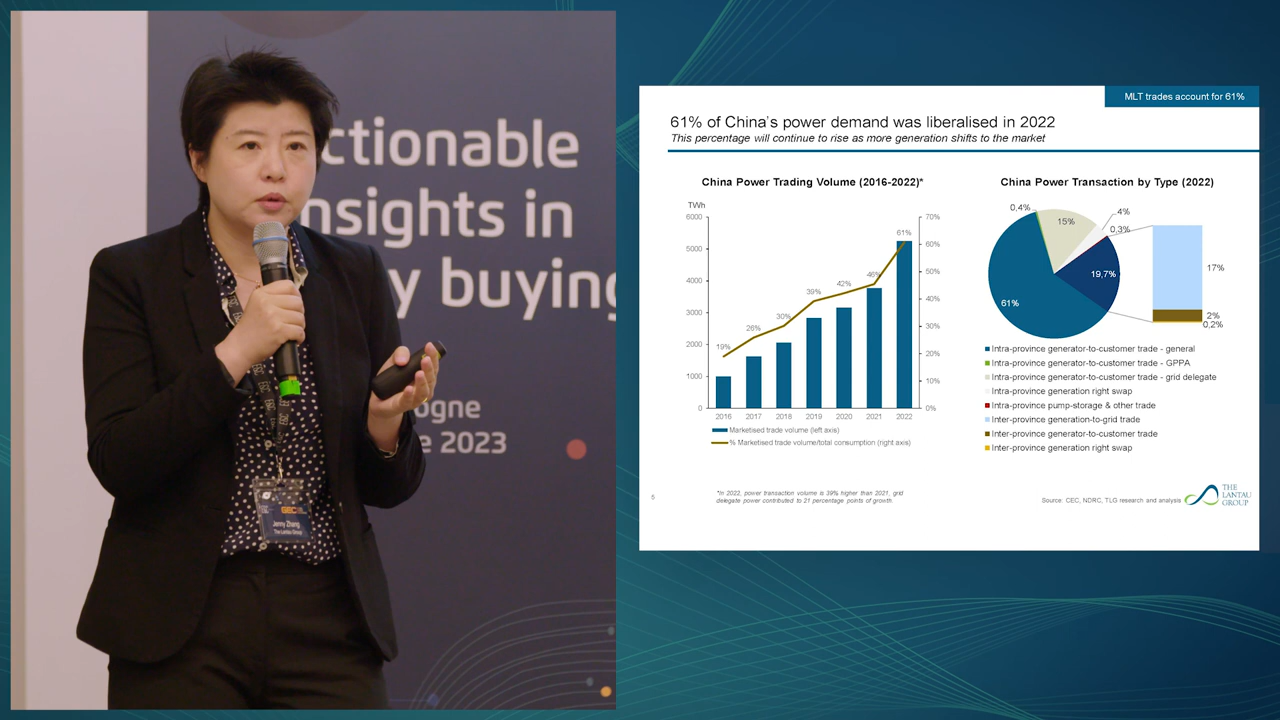 ctionable
nsights in
y buying
ogne
e 2023
GEC
Jenny Zhang
The Lantau Group
MLT trades account for 61%
61% of China's power demand was liberalised in 2022
This percentage will continue to rise as more generation shifts to the market
China Power Trading Volume (2016-2022)*
TWh
6000
5000
4000
3000
2000
1000
0
70%
60%
50%
40%
30%
20%
10%
0%
19%
26%
30%
39%
42%
46%
61%
2016 2017 2018 2019 2020 2021 2022
Marketised trade volume (left axis)
% Marketised trade volume/total consumption (right axis)
*In 2022, power transaction volume is 39% higher than 2021, grid
delegate power contributed to 21 percentage points of growth
China Power Transaction by Type (2022)
0,4%
15%
4%
0,3%
19,7%
61%
17%
2%
0,2%
Intra-province generator-to-customer trade - general
Intra-province generator-to-customer trade - GPPA
Intra-province generator-to-customer trade - grid delegate
Intra-province generation right swap
Intra-province pump-storage & other trade
Inter-province generation-to-grid trade
Inter-province generator-to-customer trade
Inter-province generation right swap
5
Source: CEC, NDRC, TLG research and analysis
THE
LANTAU
GROUP